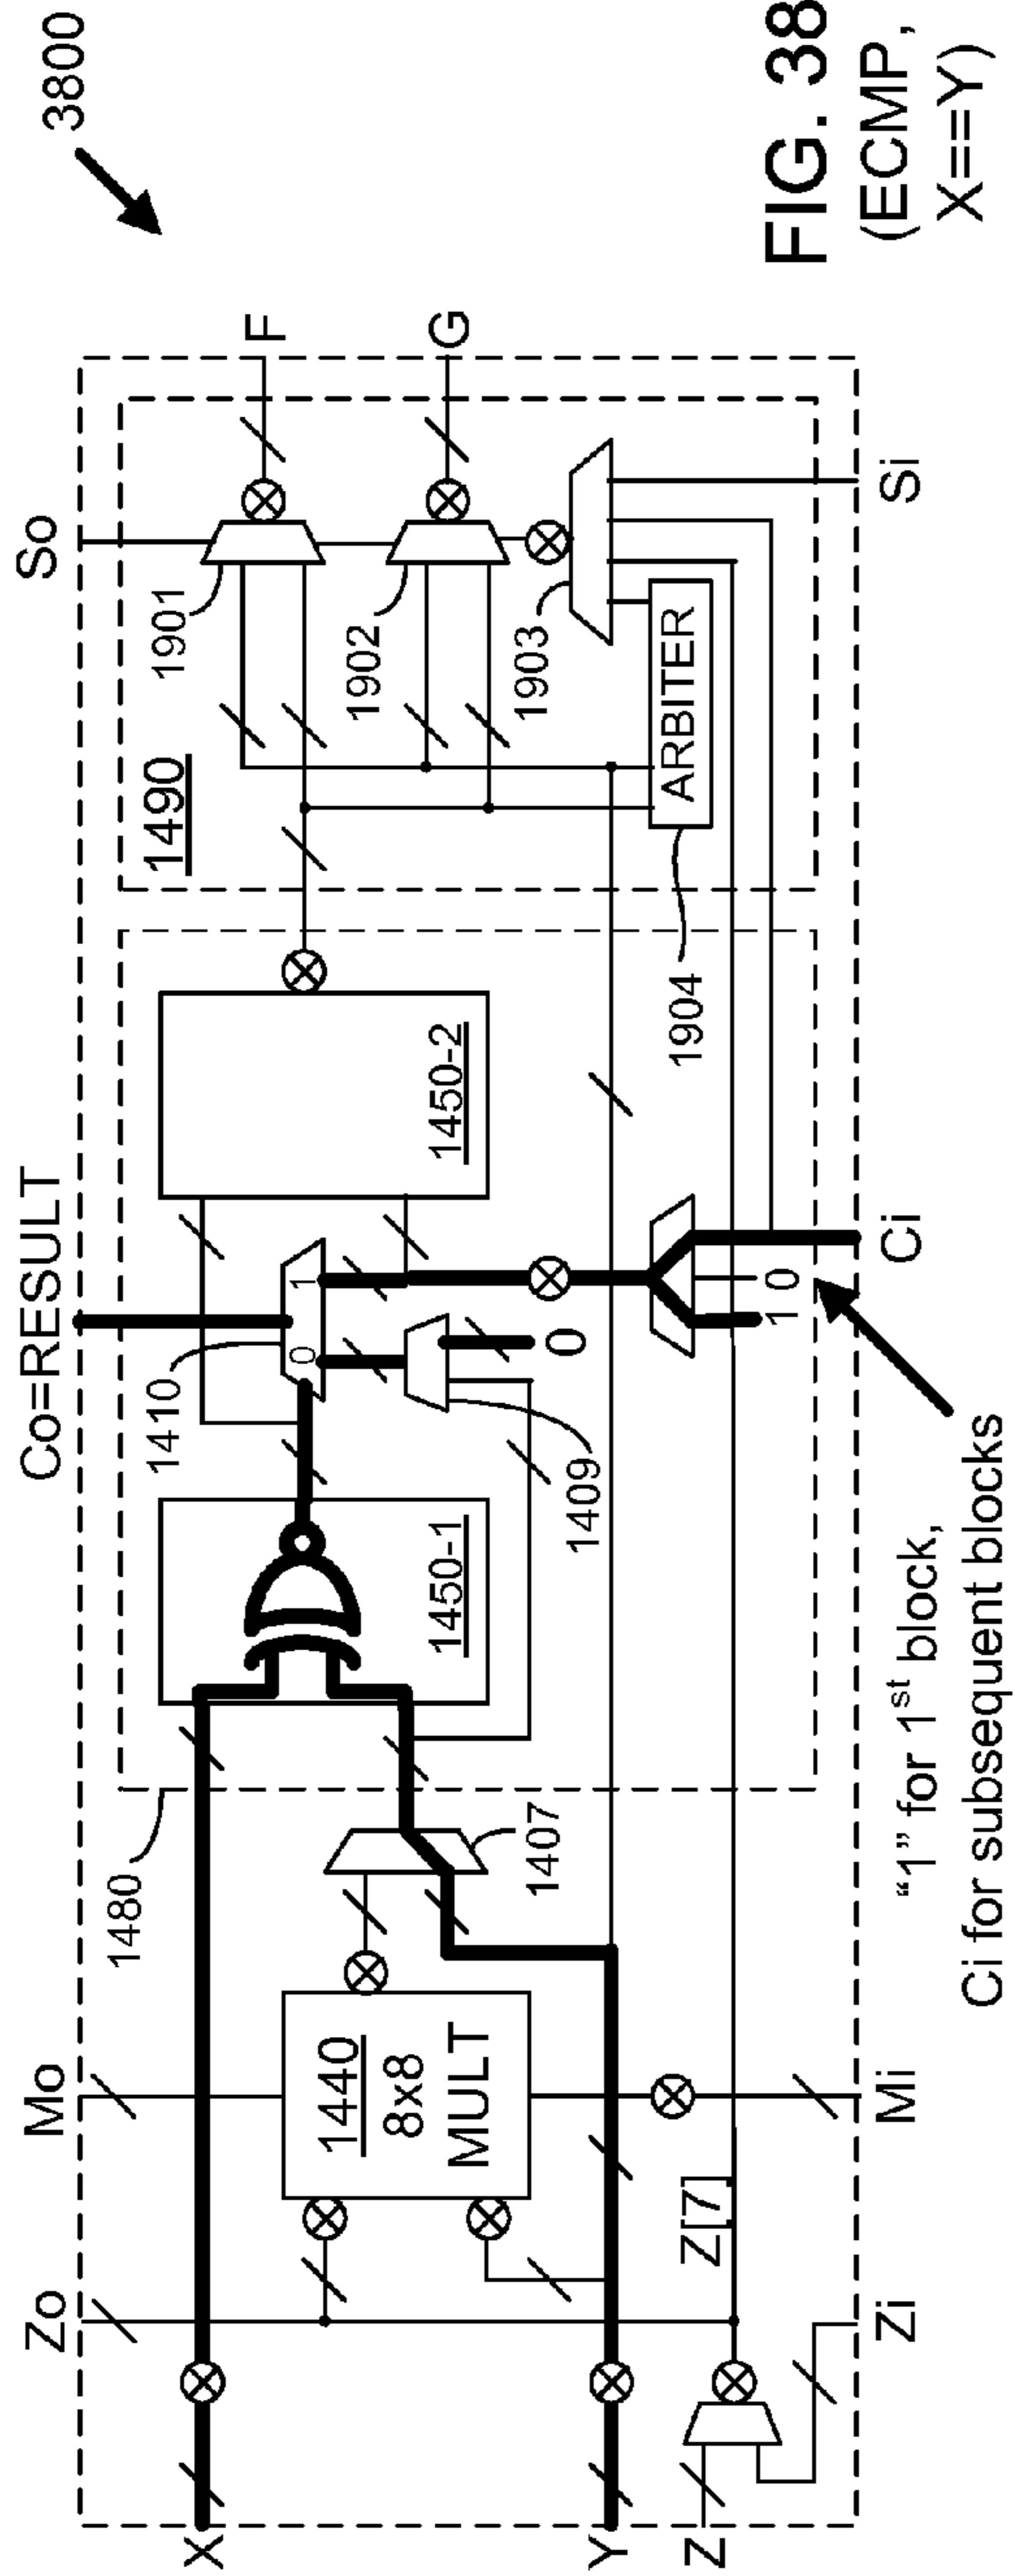 3800
FIG. 38
(ECMP,
X==Y)
Zo
Mo
Co=RESULT
So
1480
1410
1901
F
1490
1440
8x8
MULT
1450-1
0
1
1450-2
1902
G
1407
1409
0
1903
X
Y
Z
Z[7]
1
0
1904
ARBITER
Zi
Mi
Ci
Si
“1” for 1st block,
Ci for subsequent blocks